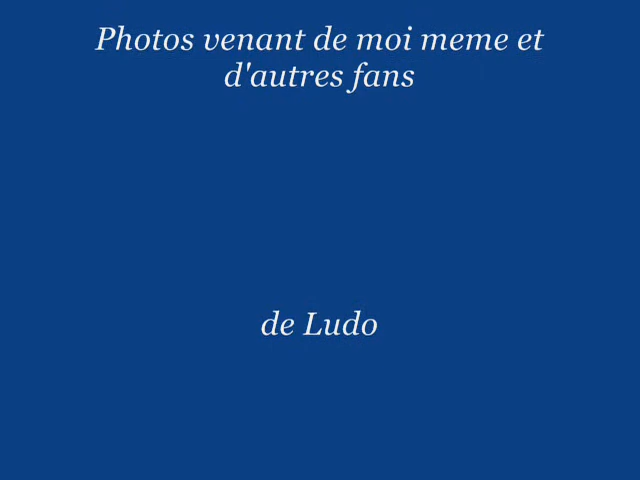 Photos venant de moi meme et
d'autres fans
de Ludo